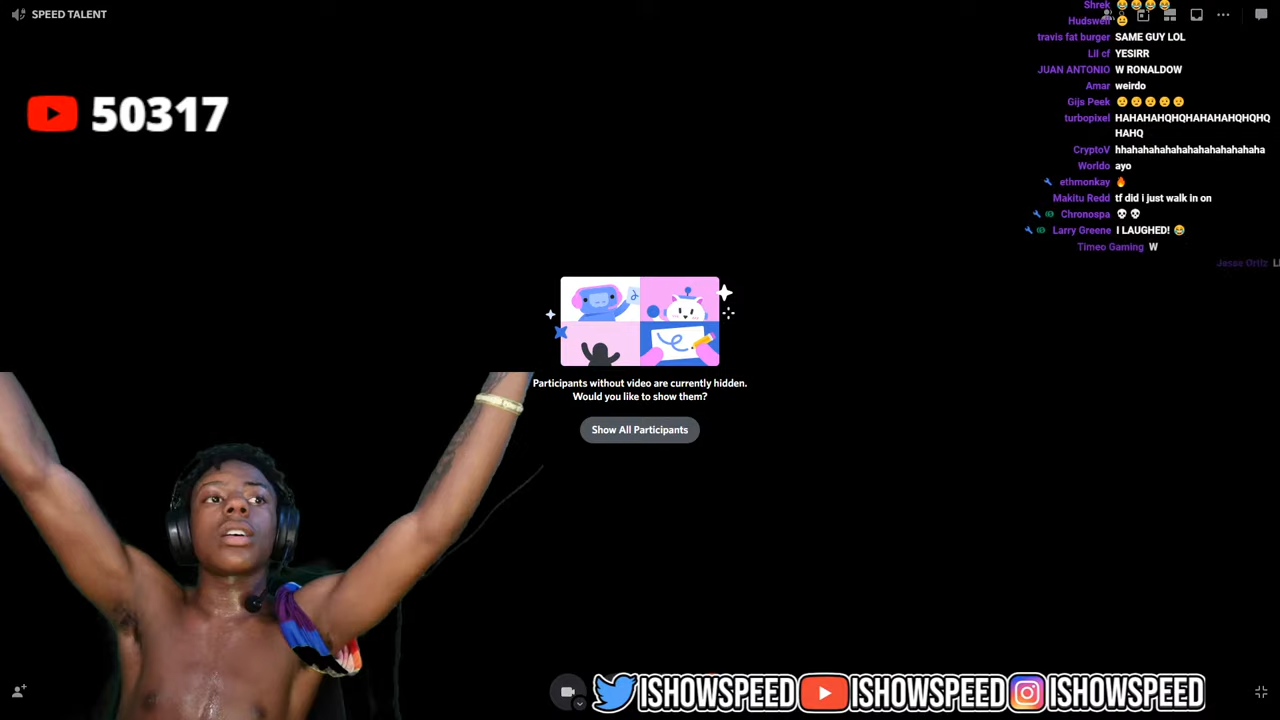 SPEED TALENT
50317
Shrek 😂😂😂😂
Hudswell 😐
travis fat burger SAME GUY LOL
Lil cf YESIRR
JUAN ANTONIO W RONALDOW
Amar weirdo
Gijs Peek
turbopixel HAHAHAHQHQHAHAHAHQHQHQ
HAHQ
CryptoV hhahahahahahahahahahahaha
Worldo ayo
ethmonkay 🔥
Makitu Redd tf did i just walk in on
Chronospa 💀💀
Larry Greene I LAUGHED! 😂
Timeo Gaming W
Jesse Ortiz
Participants without video are currently hidden.
Would you like to show them?
Show All Participants
ISHOWSPEED ISHOWSPEED ISHOWSPEED